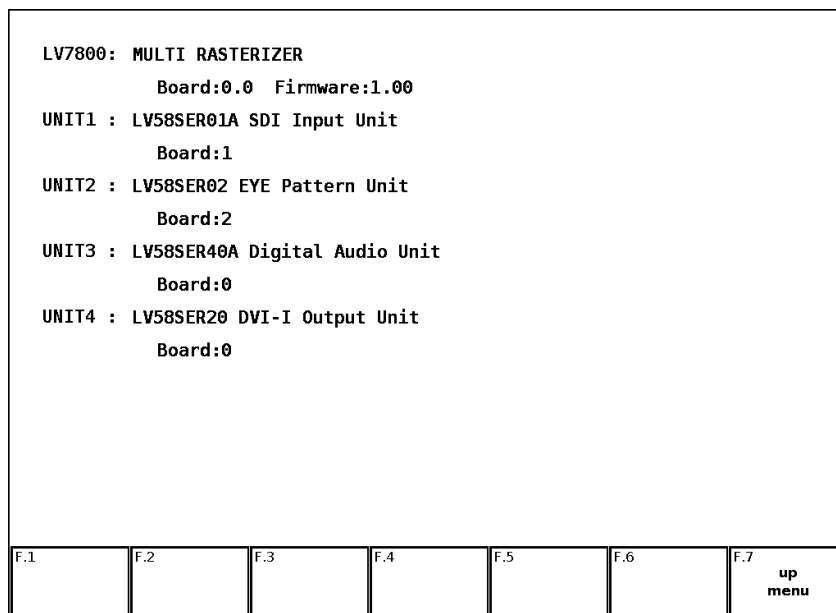 LV7800: MULTI RASTERIZER
Board:0.0 Firmware:1.00
UNIT1 : LV58SER01A SDI Input Unit
Board:1
UNIT2 : LV58SER02 EYE Pattern Unit
Board:2
UNIT3 : LV58SER40A Digital Audio Unit
Board:0
UNIT4 : LV58SER20 DVI-I Output Unit
Board:0
F.1
F.2
F.3
F.4
F.5
F.6
F.7
up
menu